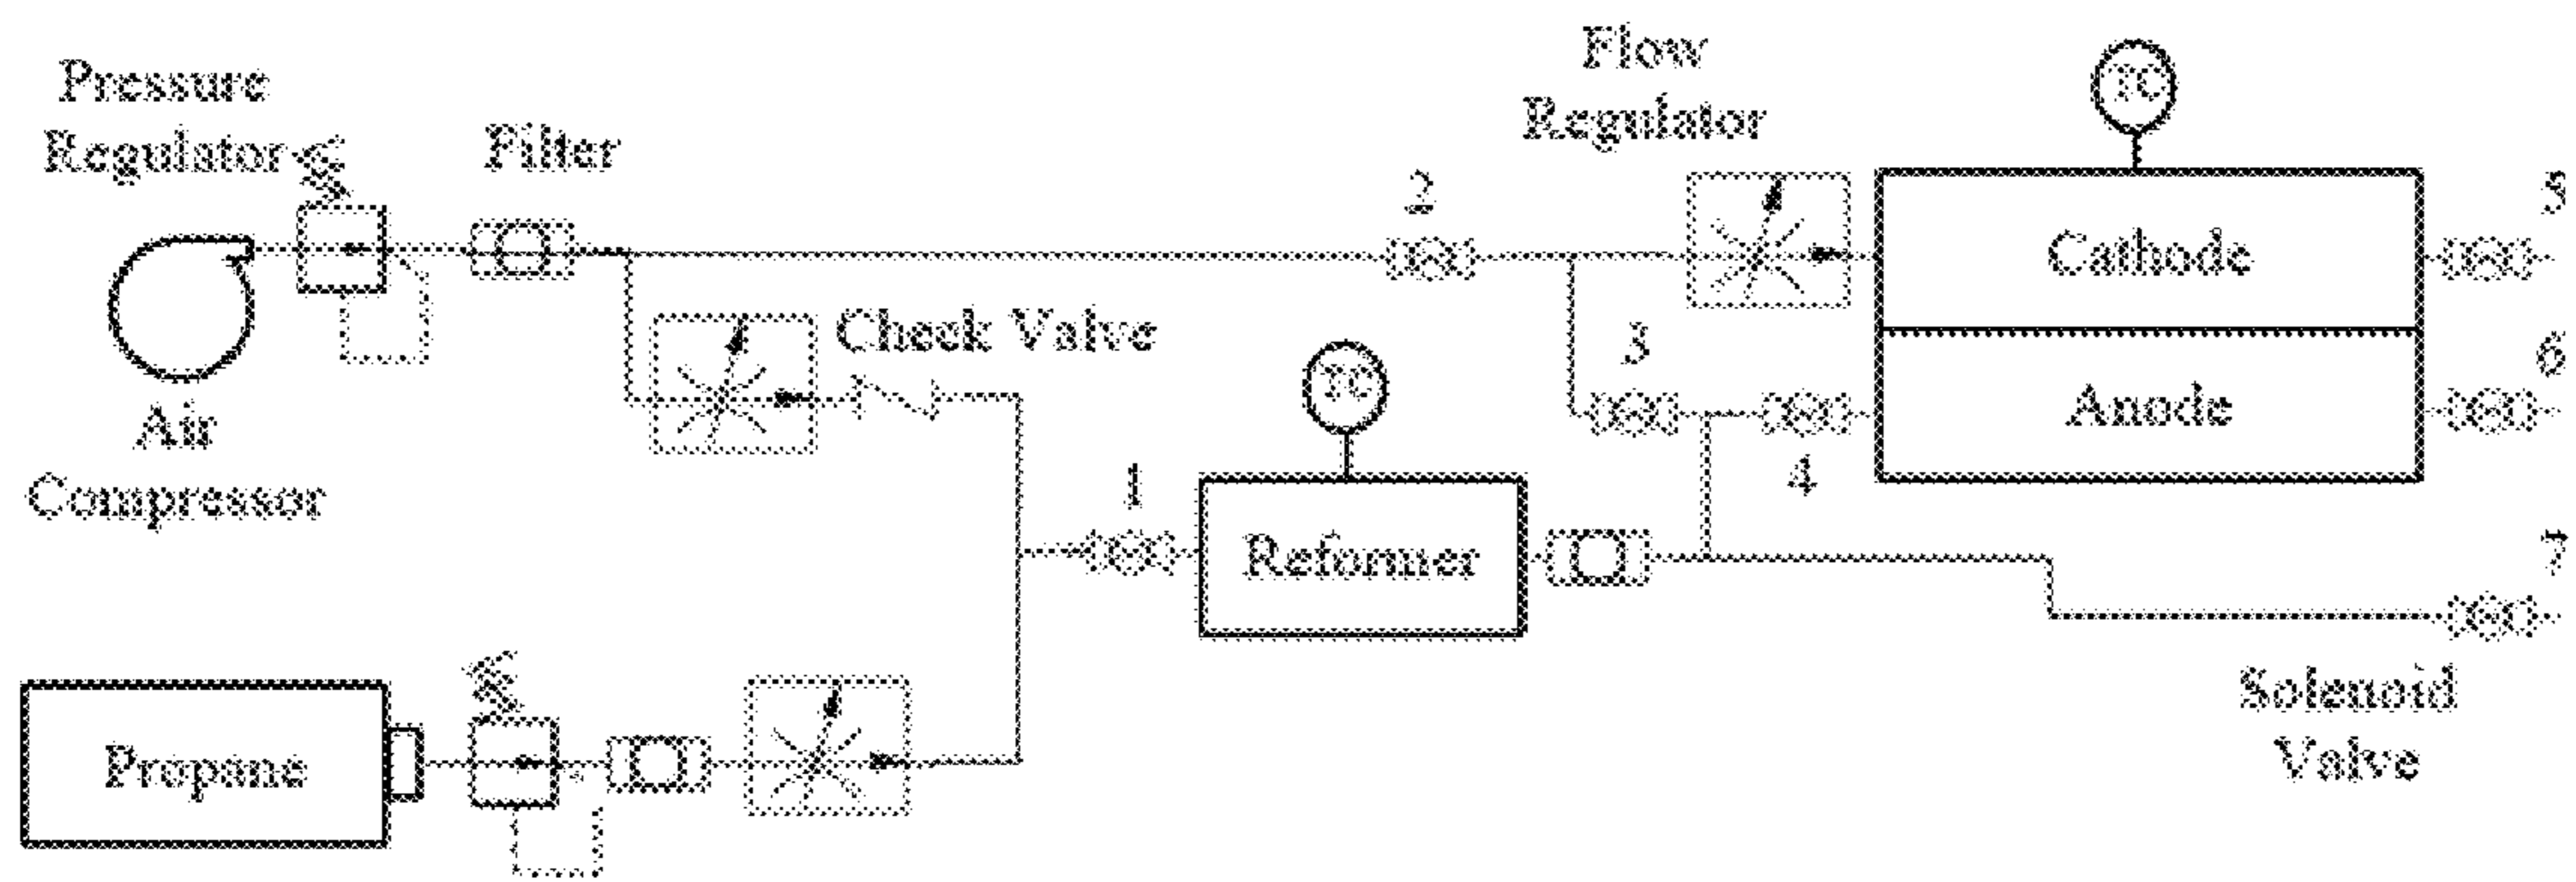 Pressure
Regulator
Filter
Air
Compressor
Check Valve
Propane
1
TC
Reformer
2
Flow
Regulator
3
4
TC
Cathode
Anode
5
6
7
Solenoid
Valve